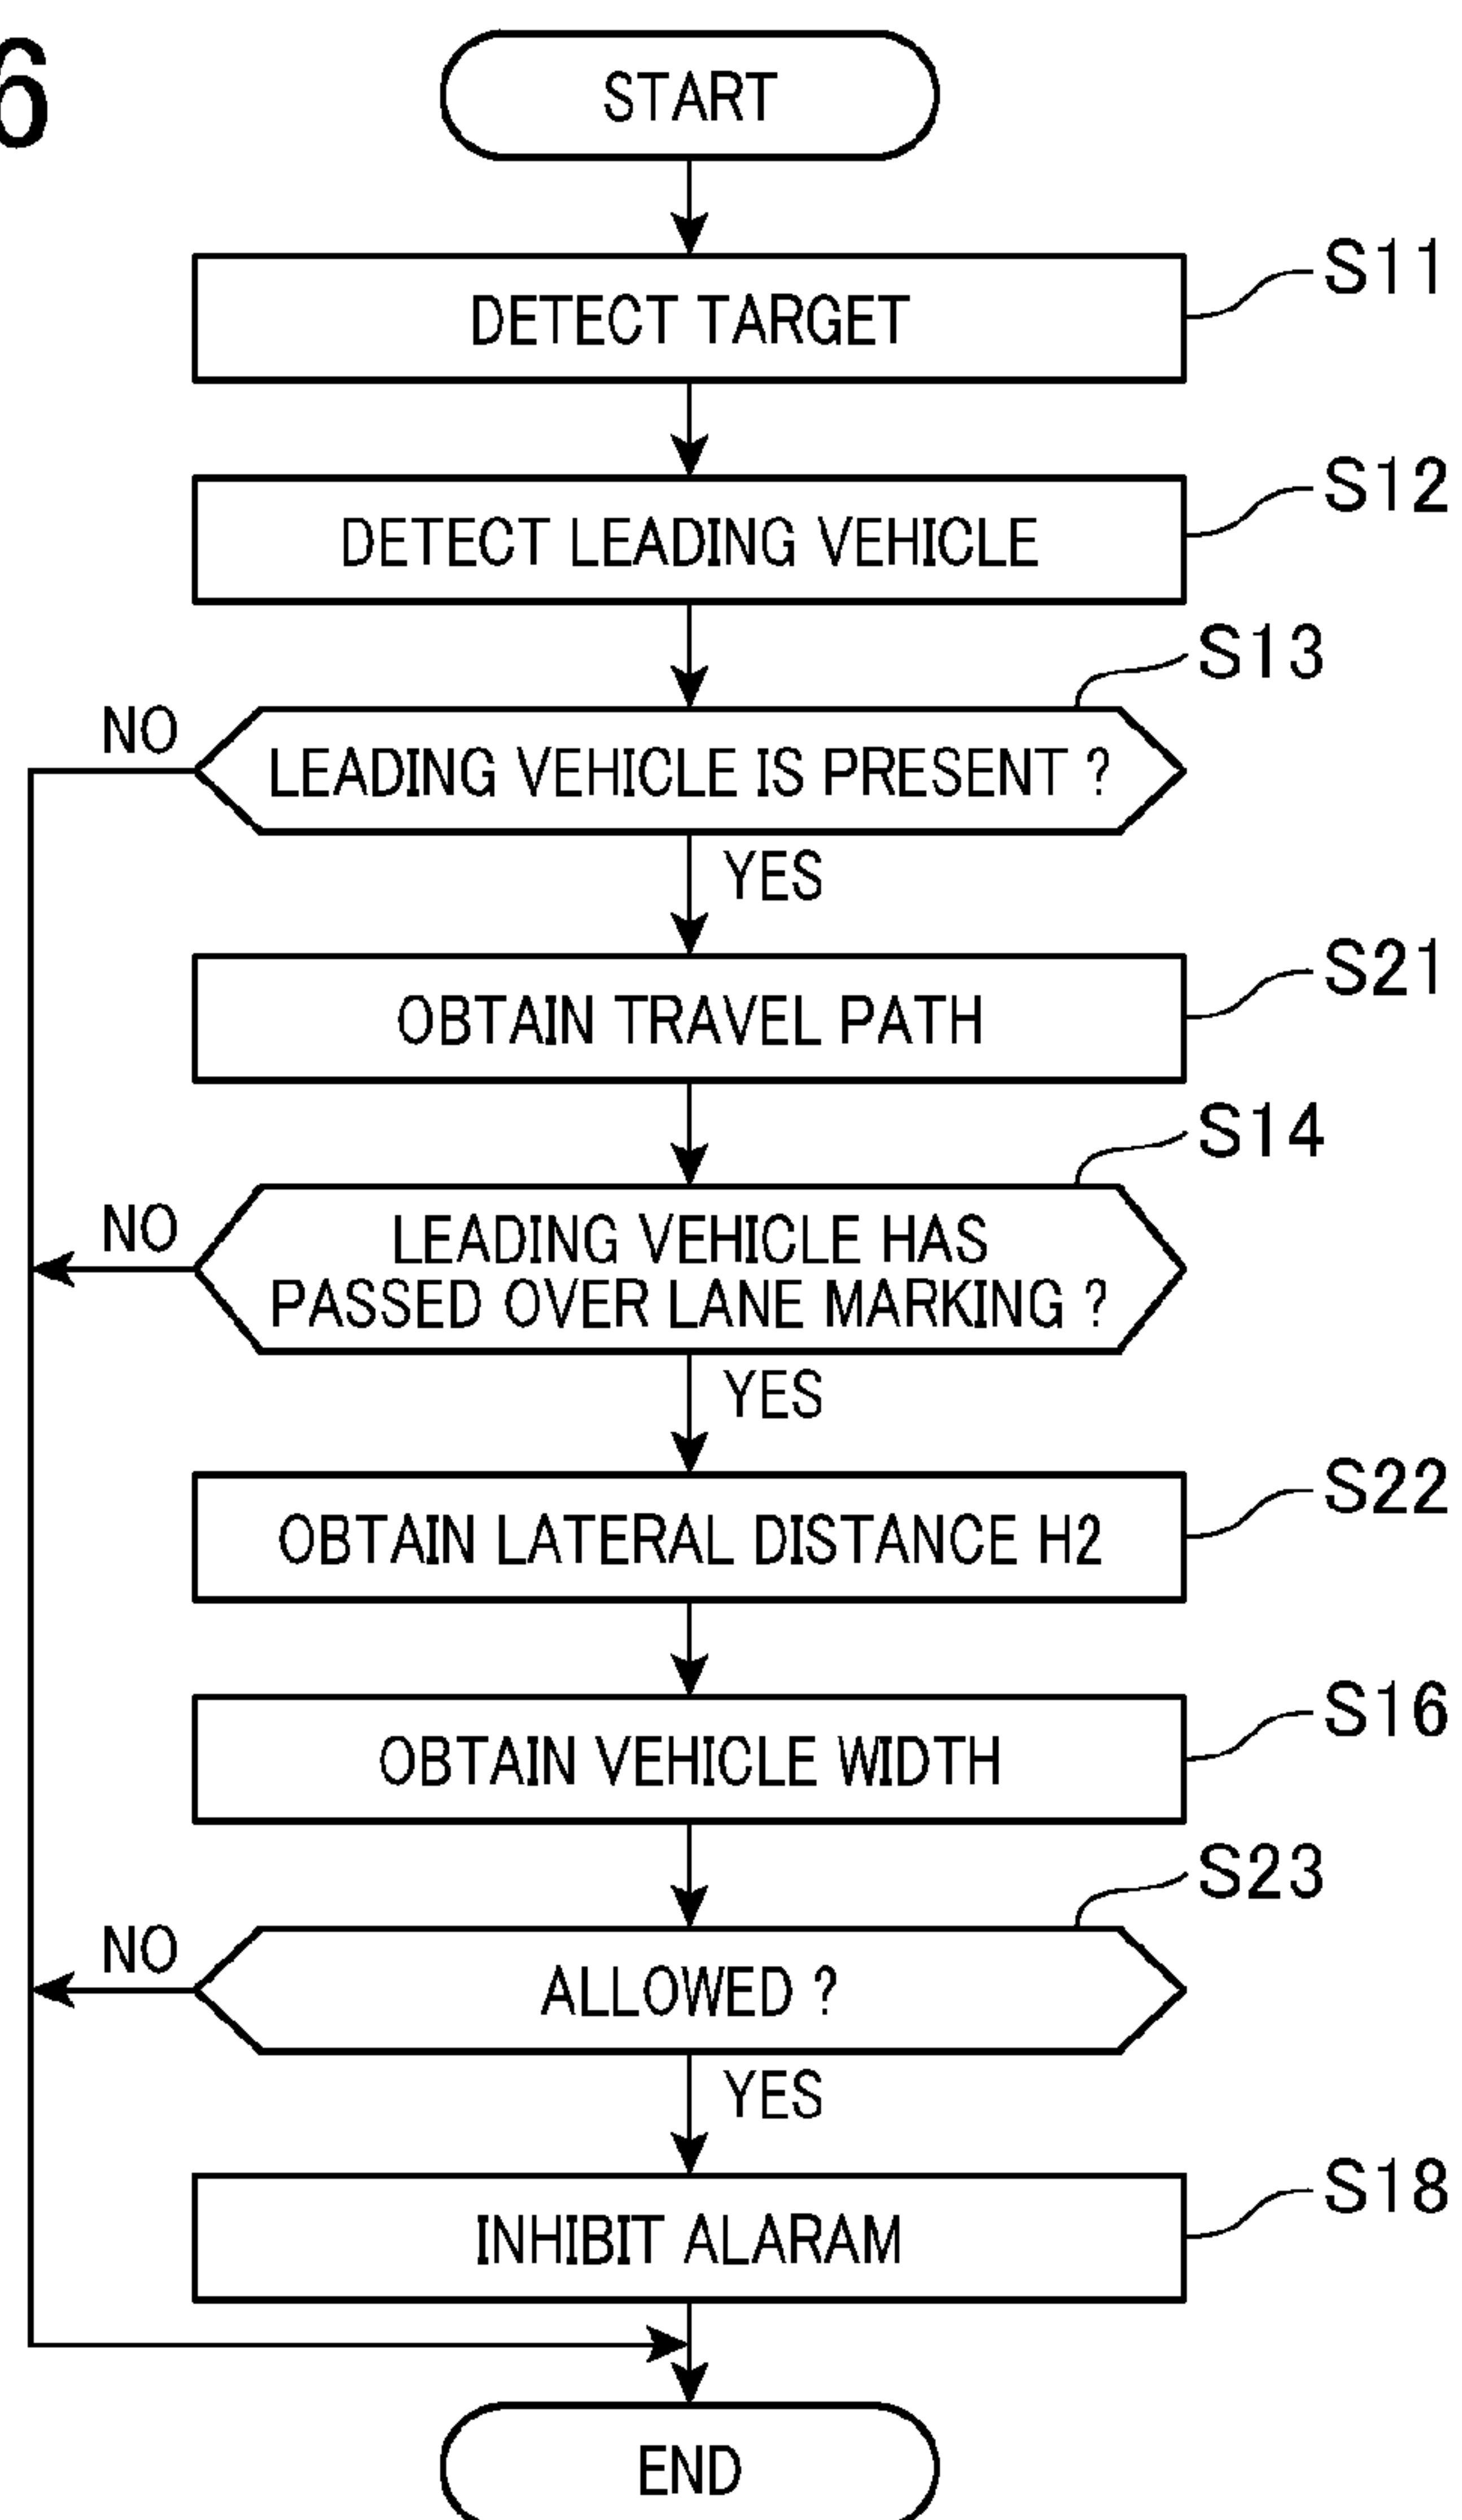 6
START
DETECT TARGET
S11
DETECT LEADING VEHICLE
S12
S13
NO
LEADING VEHICLE IS PRESENT ?
YES
OBTAIN TRAVEL PATH
S21
S14
NO
LEADING VEHICLE HAS
PASSED OVER LANE MARKING ?
YES
OBTAIN LATERAL DISTANCE H2
S22
OBTAIN VEHICLE WIDTH
S16
S23
NO
ALLOWED ?
YES
INHIBIT ALARAM
S18
END